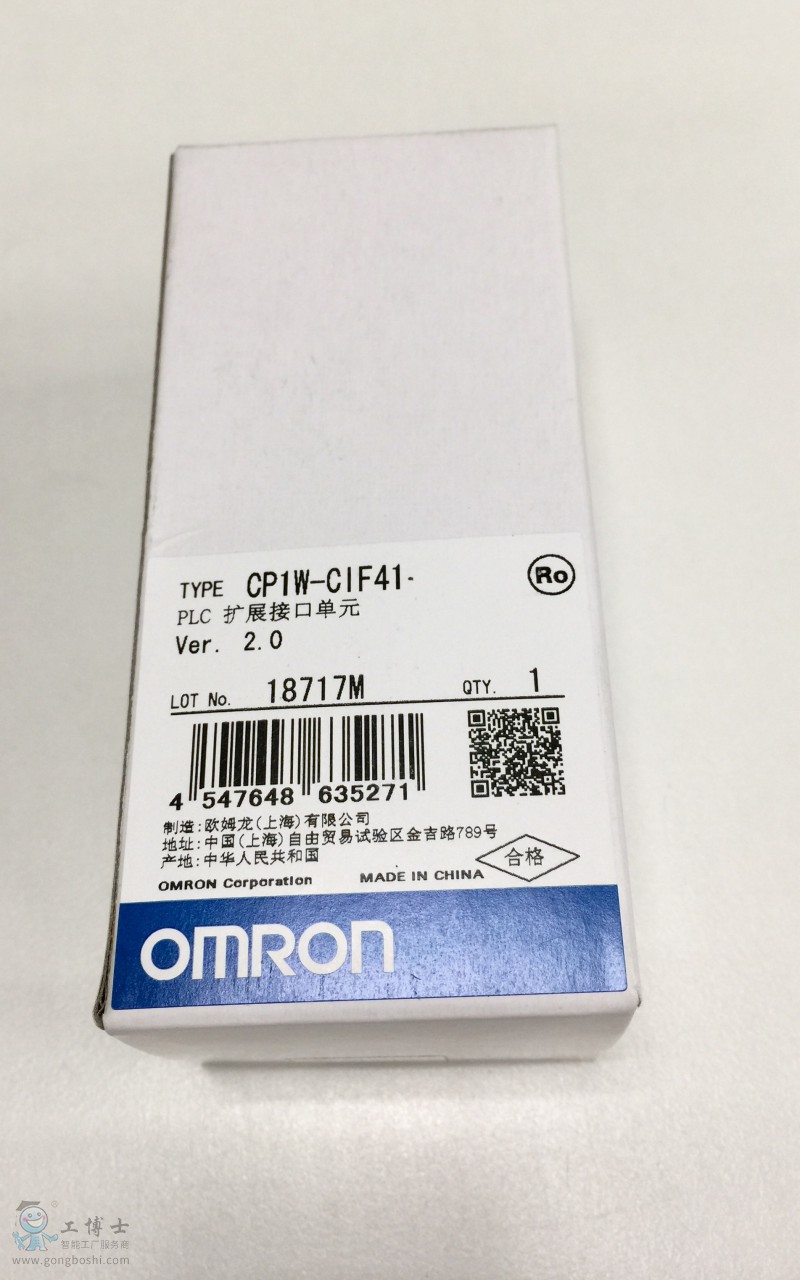 TYPE CP1W-CIF41
Ro
PLC 扩展接口单元
Ver. 2.0
LOT No. 18717M QTY. 1
4 547648 635271
制造:欧姆龙(上海)有限公司
地址:中国(上海)自由贸易试验区金吉路789号
产地:中华人民共和国
合格
OMRON Corporation MADE IN CHINA
OMRON
工博士
智能工厂服务商
www.gongboshi.com